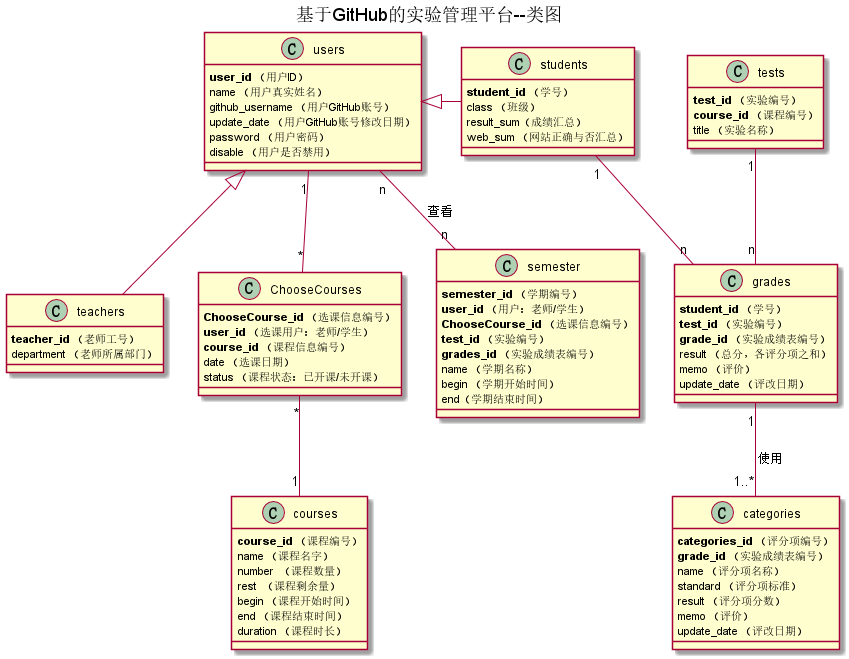 基于GitHub的实验管理平台--类图
C users
user_id （用户ID）
name （用户真实姓名）
github_username （用户GitHub账号）
update_date （用户GitHub账号修改日期）
password （用户密码）
disable （用户是否禁用）
C students
student_id （学号）
class （班级）
result_sum（成绩汇总）
web_sum （网站正确与否汇总）
C tests
test_id （实验编号）
course_id （课程编号）
title （实验名称）
1
*
n
查看
n
1
n
1
n
C teachers
teacher_id （老师工号）
department （老师所属部门）
C ChooseCourses
ChooseCourse_id （选课信息编号）
user_id （选课用户：老师/学生）
course_id （课程信息编号）
date （选课日期）
status （课程状态：已开课/未开课）
C semester
semester_id （学期编号）
user_id （用户：老师/学生）
ChooseCourse_id （选课信息编号）
test_id （实验编号）
grades_id （实验成绩表编号）
name （学期名称）
begin （学期开始时间）
end（学期结束时间）
C grades
student_id （学号）
test_id （实验编号）
grade_id （实验成绩表编号）
result （总分，各评分项之和）
memo （评价）
update_date （评改日期）
*
1
1
使用
1..*
C courses
course_id （课程编号）
name （课程名字）
number （课程数量）
rest （课程剩余量）
begin （课程开始时间）
end （课程结束时间）
duration （课程时长）
C categories
categories_id （评分项编号）
grade_id （实验成绩表编号）
name （评分项名称）
standard （评分项标准）
result （评分项分数）
memo （评价）
update_date （评改日期）